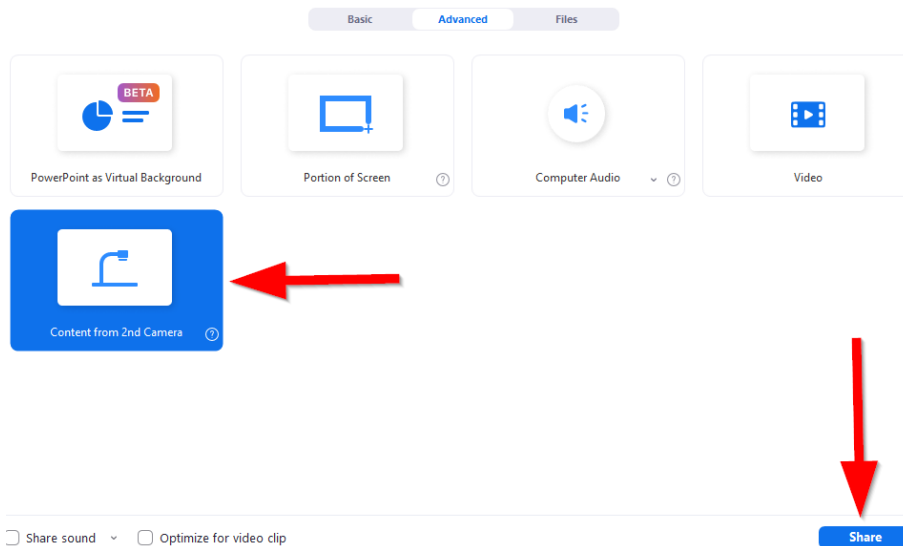 Basic Advanced Files
BETA
PowerPoint as Virtual Background
Portion of Screen
Computer Audio
Video
Content from 2nd Camera
Share sound
Optimize for video clip
Share